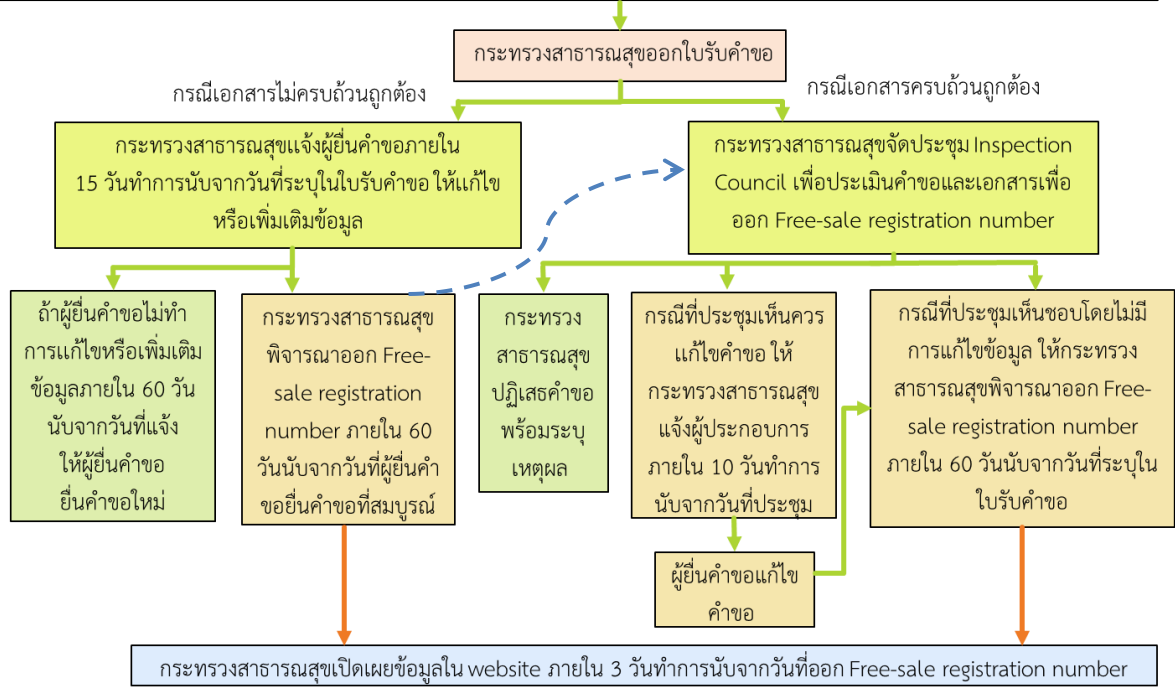 กระทรวงสาธารณสุขออกใบรับคำขอ
กรณีเอกสารไม่ครบถ้วนถูกต้อง
กรณีเอกสารครบถ้วนถูกต้อง
กระทรวงสาธารณสุขแจ้งผู้ยื่นคำขอภายใน
15 วันทำการนับจากวันที่ระบุในใบรับคำขอ ให้แก้ไข
หรือเพิ่มเติมข้อมูล
กระทรวงสาธารณสุขจัดประชุม Inspection
Council เพื่อประเมินคำขอและเอกสารเพื่อ
ออก Free-sale registration number
ถ้าผู้ยื่นคำขอไม่ทำ
การแก้ไขหรือเพิ่มเติม
ข้อมูลภายใน 60 วัน
นับจากวันที่แจ้ง
ให้ผู้ยื่นคำขอ
ยื่นคำขอใหม่
กระทรวงสาธารณสุข
พิจารณาออก Free-
sale registration
number ภายใน 60
วันนับจากวันที่ผู้ยื่นคำ
ขอยื่นคำขอที่สมบูรณ์
กระทรวง
สาธารณสุข
ปฏิเสธคำขอ
พร้อมระบุ
เหตุผล
กรณีที่ประชุมเห็นควร
แก้ไขคำขอ ให้
กระทรวงสาธารณสุข
แจ้งผู้ประกอบการ
ภายใน 10 วันทำการ
นับจากวันที่ประชุม
กรณีที่ประชุมเห็นชอบโดยไม่มี
การแก้ไขข้อมูล ให้กระทรวง
สาธารณสุขพิจารณาออก Free-
sale registration number
ภายใน 60 วันนับจากวันที่ระบุใน
ใบรับคำขอ
ผู้ยื่นคำขอแก้ไข
คำขอ
กระทรวงสาธารณสุขเปิดเผยข้อมูลใน website ภายใน 3 วันทำการนับจากวันที่ออก Free-sale registration number